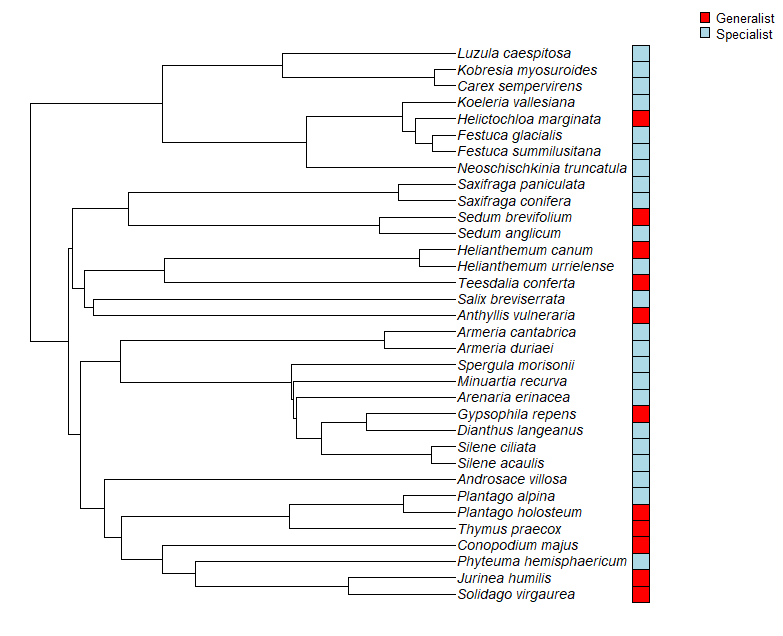 Generalist
Specialist
Luzula caespitosa
Kobresia myosuroides
Carex sempervirens
Koeleria vallesiana
Helictochloa marginata
Festuca glacialis
Festuca summilusitana
Neoschischkinia truncatula
Saxifraga paniculata
Saxifraga conifera
Sedum brevifolium
Sedum anglicum
Helianthemum canum
Helianthemum urrielense
Teesdalia conferta
Salix breviserrata
Anthyllis vulneraria
Armeria cantabrica
Armeria duriaei
Spergula morisonii
Minuartia recurva
Arenaria erinacea
Gypsophila repens
Dianthus langeanus
Silene ciliata
Silene acaulis
Androsace villosa
Plantago alpina
Plantago holosteum
Thymus praecox
Conopodium majus
Phyteuma hemisphaericum
Jurinea humilis
Solidago virgaurea